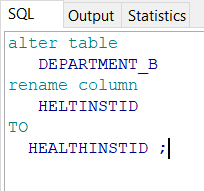 SQL Output Statistics
alter table
DEPARTMENT_B
rename column
HELTINSTID
TO
HEALTHINSTID ;